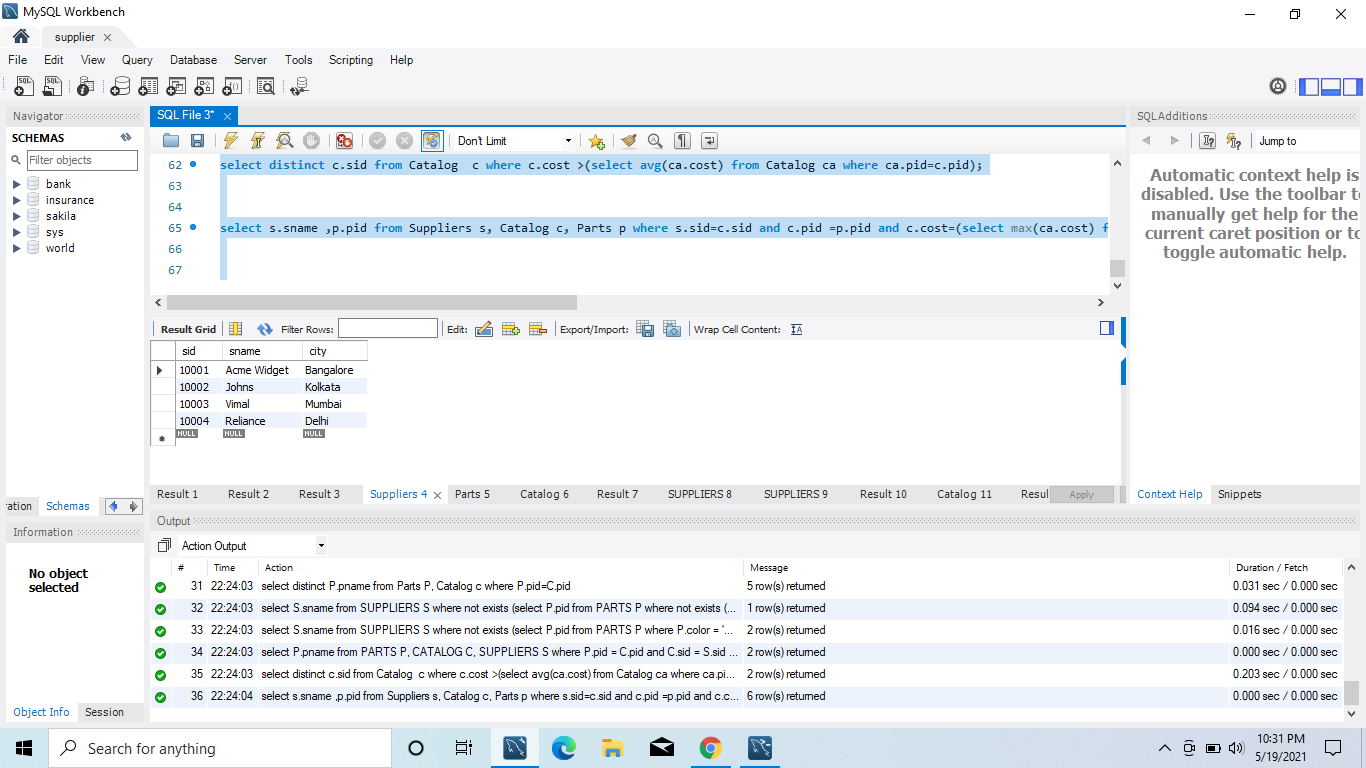 MySQL Workbench
supplier
File Edit View Query Database Server Tools Scripting Help
Navigator
SCHEMAS
Filter objects
bank
insurance
sakila
sys
world
ration Schemas
Information
No object
selected
Object Info Session
SQL File 3*
Don't Limit
62 select distinct c.sid from Catalog  c where c.cost >(select avg(ca.cost) from Catalog ca where ca.pid=c.pid);
63
64
65 select s.sname ,p.pid from Suppliers s, Catalog c, Parts p where s.sid=c.sid and c.pid =p.pid and c.cost=(select max(ca.cost) f
66
67
Result Grid Filter Rows: Edit: Export/Import: Wrap Cell Content:
sid sname city
10001 Acme Widget Bangalore
10002 Johns Kolkata
10003 Vimal Mumbai
10004 Reliance Delhi
NULL NULL NULL
Result 1 Result 2 Result 3 Suppliers 4 Parts 5 Catalog 6 Result 7 SUPPLIERS 8 SUPPLIERS 9 Result 10 Catalog 11 Resul Apply
SQLAdditions
Jump to
Automatic context help is
disabled. Use the toolbar to
manually get help for the
current caret position or to
toggle automatic help.
Context Help Snippets
Output
Action Output
# Time Action Message Duration / Fetch
31 22:24:03 select distinct P.pname from Parts P, Catalog c where P.pid=C.pid 5 row(s) returned 0.031 sec / 0.000 sec
32 22:24:03 select S.sname from SUPPLIERS S where not exists (select P.pid from PARTS P where not exists (... 1 row(s) returned 0.094 sec / 0.000 sec
33 22:24:03 select S.sname from SUPPLIERS S where not exists (select P.pid from PARTS P where P.color = '... 2 row(s) returned 0.016 sec / 0.000 sec
34 22:24:03 select P.pname from PARTS P, CATALOG C, SUPPLIERS S where P.pid = C.pid and C.sid = S.sid ... 2 row(s) returned 0.000 sec / 0.000 sec
35 22:24:03 select distinct c.sid from Catalog  c where c.cost >(select avg(ca.cost) from Catalog ca where ca.pi... 2 row(s) returned 0.203 sec / 0.000 sec
36 22:24:04 select s.sname ,p.pid from Suppliers s, Catalog c, Parts p where s.sid=c.sid and c.pid =p.pid and c.c... 6 row(s) returned 0.000 sec / 0.000 sec
Search for anything
10:31 PM
5/19/2021